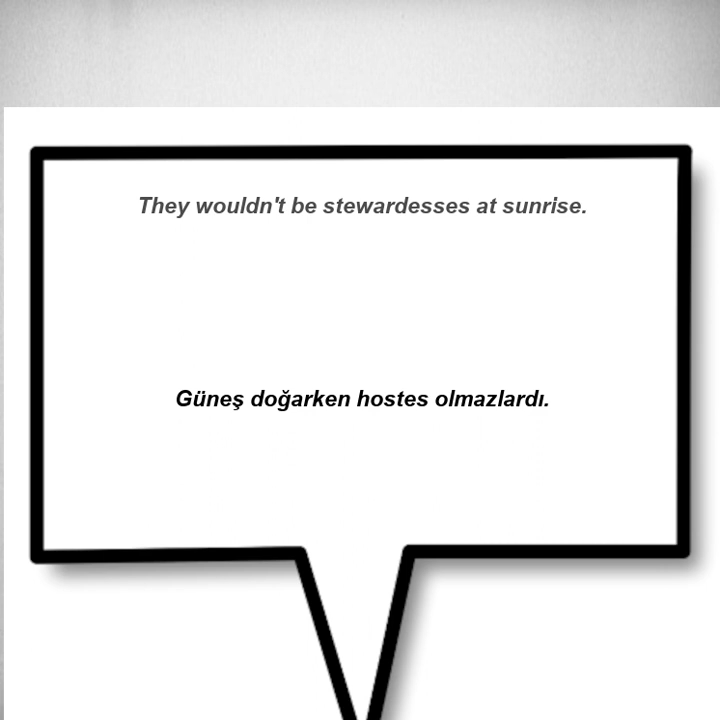 They wouldn't be stewardesses at sunrise.
Güneş doğarken hostes olmazlardı.